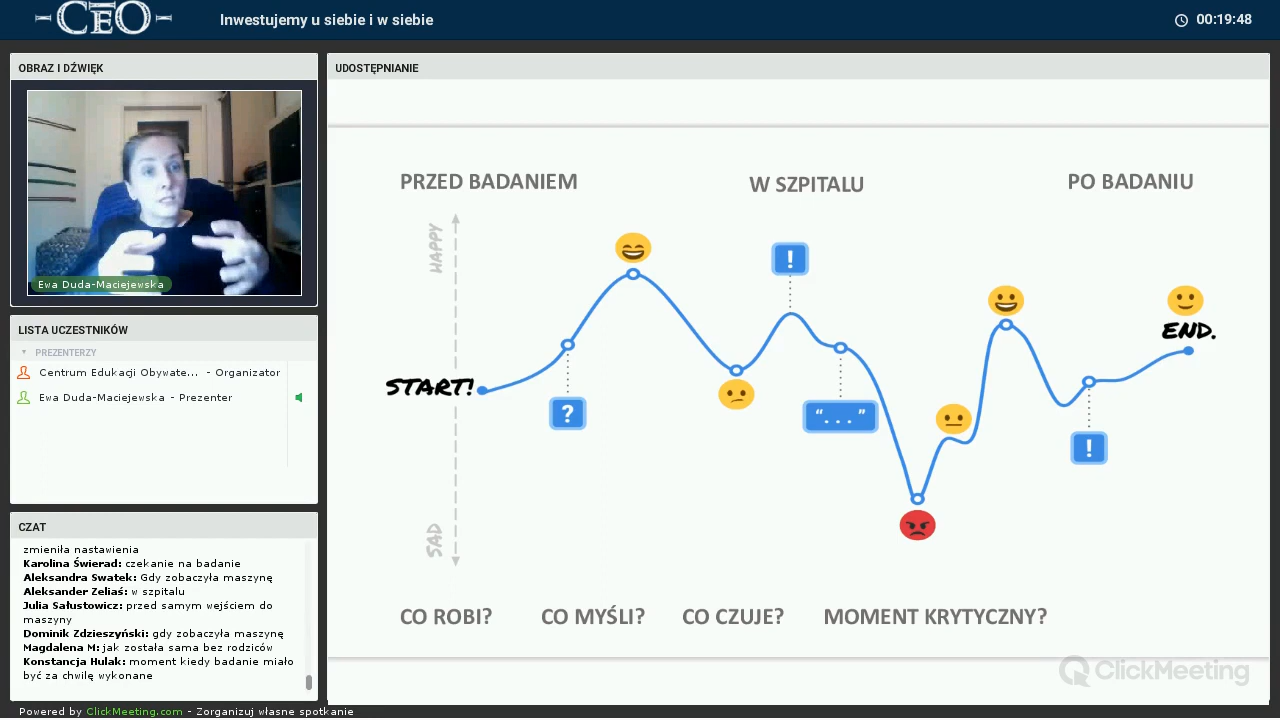 CEO
Inwestujemy u siebie i w siebie
00:19:48
OBRAZ I DŹWIĘK
Ewa Duda-Maciejewska
LISTA UCZESTNIKÓW
PREZENTERZY
Centrum Edukagi Obywate... - Organizator
Ewa Duda-Maciejewska - Prezenter
CZAT
zmieniła nastawienia
Karolina Świerad: czekanie na badanie
Aleksandra Swatek: Gdy zobaczyła maszynę
Aleksander Zeliaś: w szpitalu
Julia Sałustowicz: przed samym wejściem do
maszyny
Dominik Zdzieszyński: gdy zobaczyła maszynę
Magdalena M: jak została sama bez rodziców
Konstancja Hulak: moment kiedy badanie miało
być za chwilę wykonane
UDOSTĘPNIANIE
PRZED BADANIEM
W SZPITALU
PO BADANIU
HAPPY
!
START!
?
"..."
END.
!
SAD
CO ROBI?
CO MYŚLI?
CO CZUJE?
MOMENT KRYTYCZNY?
ClickMeeting
Powered by ClickMeeting.com - Zorganizuj własne spotkanie